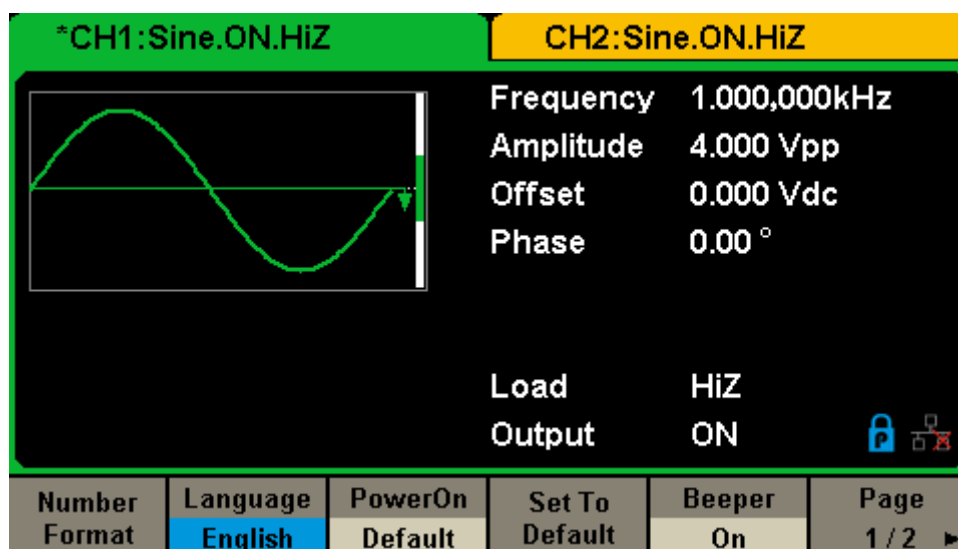 *CH1:Sine.ON.HiZ
CH2:Sine.ON.HiZ
Frequency 1.000,000kHz
Amplitude 4.000 Vpp
Offset 0.000 Vdc
Phase 0.00 °
Load HiZ
Output ON
P
Number Format
Language English
PowerOn Default
Set To Default
Beeper On
Page 1/2 ►